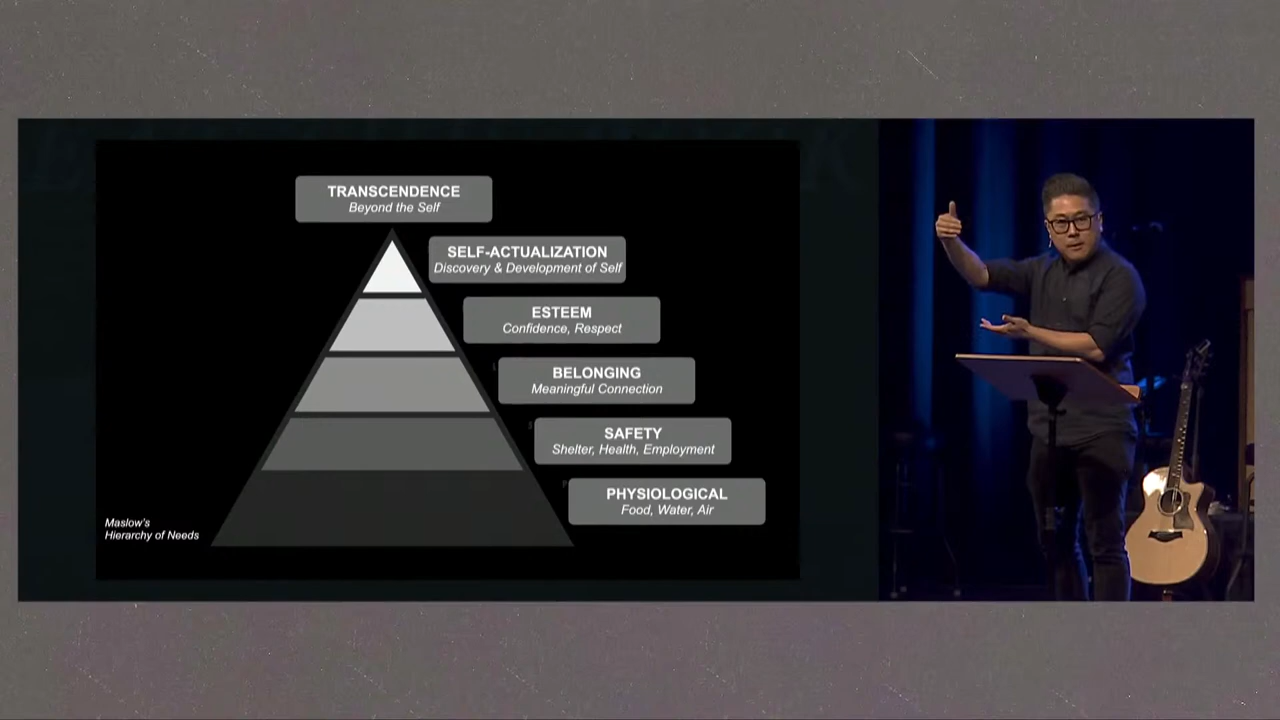 TRANSCENDENCE
Beyond the Self
SELF-ACTUALIZATION
Discovery & Development of Self
ESTEEM
Confidence, Respect
BELONGING
Meaningful Connection
SAFETY
Shelter, Health, Employment
PHYSIOLOGICAL
Food, Water, Air
Maslow's
Hierarchy of Needs